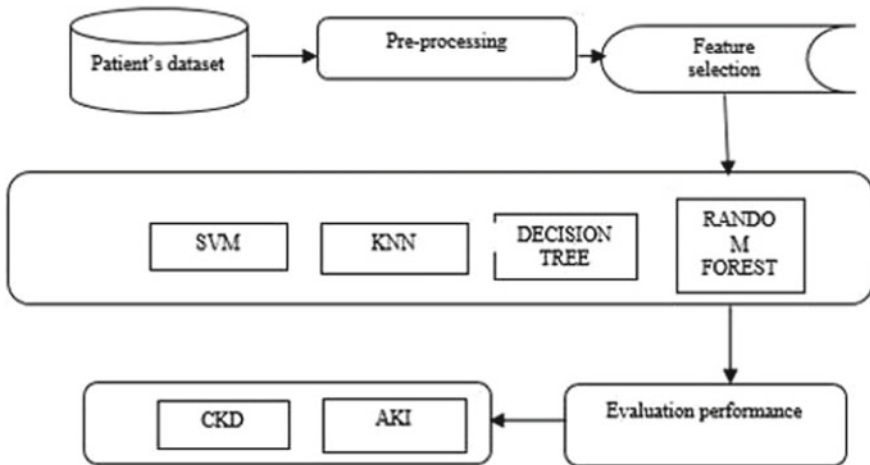 Patient's dataset
Pre-processing
Feature
selection
SVM
KNN
DECISION
TREE
RANDO
M
FOREST
CKD
AKI
Evaluation performance